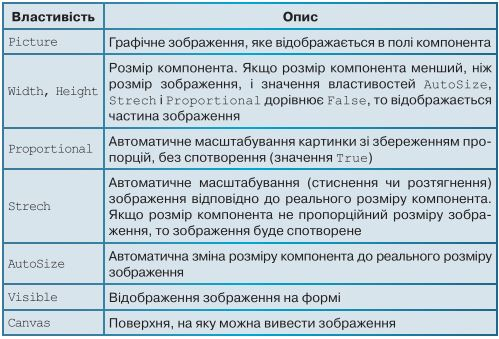 Властивість Опис
Picture Графічне зображення, яке відображається в полі компонента
Розмір компонента. Якщо розмір компонента менший, ніж
Width, Height розмір зображення, і значення властивостей AutoSize,
Strech і Proportional дорівнює False, то відображається
частина зображення
Proportional Автоматичне масштабування картинки зі збереженням про-
порцій, без спотворення (значення True)
Автоматичне масштабування (стиснення чи розтягнення)
Strech зображення відповідно до реального розміру компонента.
Якщо розмір компонента не пропорційний розміру зобра-
ження, то зображення буде спотворене
AutoSize Автоматична зміна розміру компонента до реального розміру
зображення
Visible Відображення зображення на формі
Canvas Поверхня, на яку можна вивести зображення